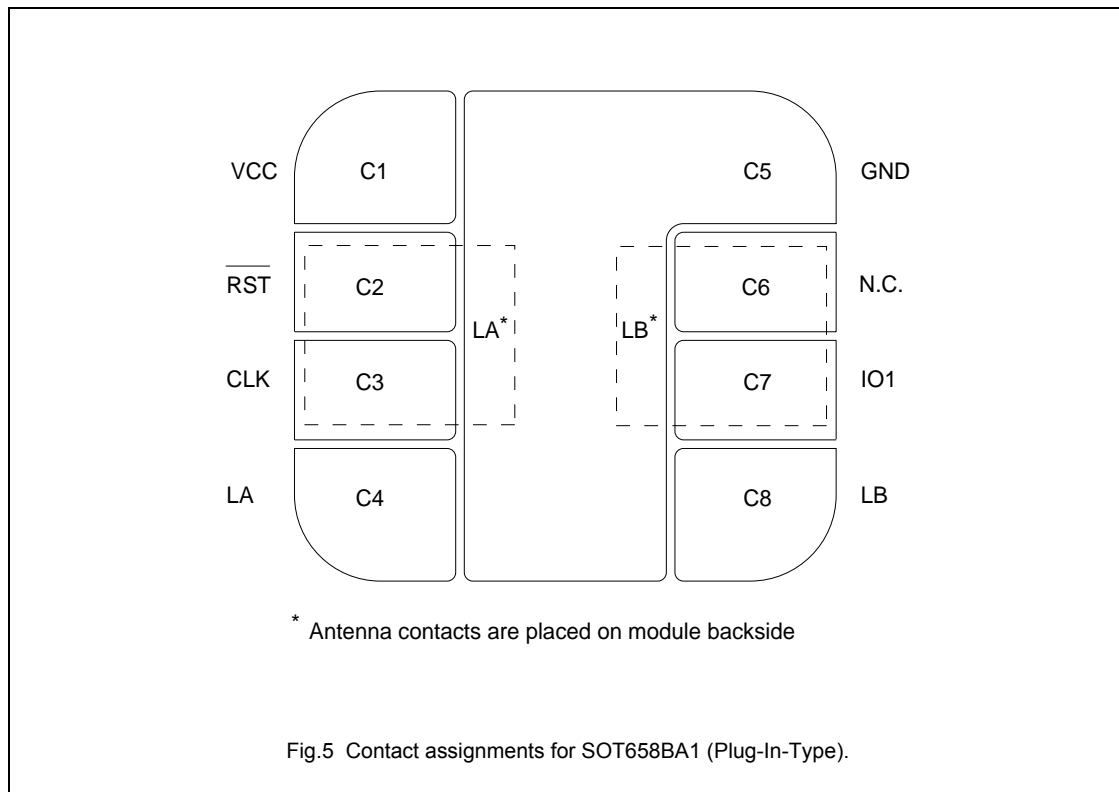 VCC C1 C5 GND
RST C2 C6 N.C.
LA* LB*
CLK C3 C7 IO1
LA C4 C8 LB
* Antenna contacts are placed on module backside
Fig.5 Contact assignments for SOT658BA1 (Plug-In-Type).